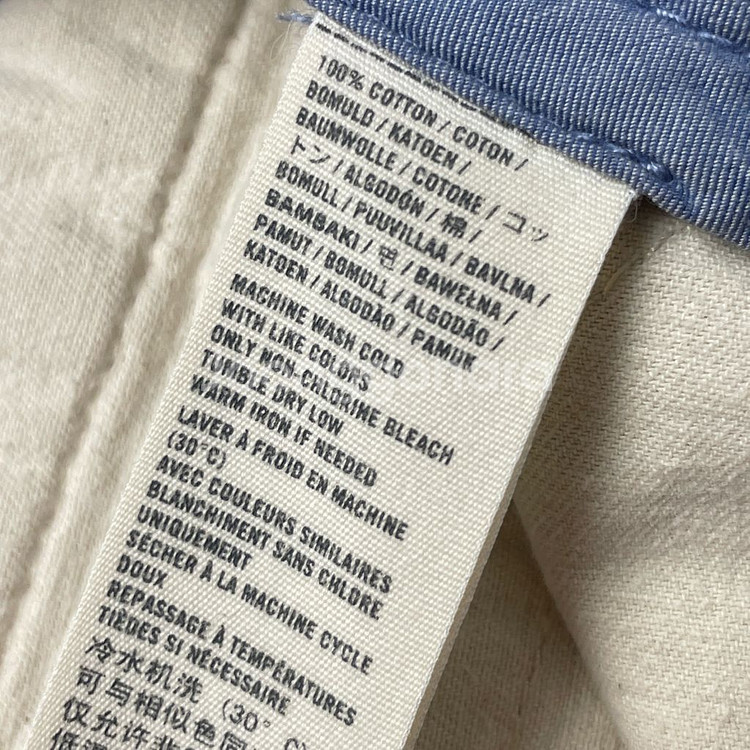 100% COTTON / COTON /
BOMULD / KATOEN /
BAUMWOLLE / COTONE / コッ
トン / ALGODÓN / 棉 /
BOMULL / PUUVILLAA / BAVLNA /
BAMBAKI / 면 / BAWEŁNA /
PAMUT / BOMULL / ALGODÃO /
KATOEN / ALGODÃO / PAMUK
MACHINE WASH COLD
WITH LIKE COLORS
ONLY NON-CHLORINE BLEACH
TUMBLE DRY LOW
WARM IRON IF NEEDED
LAVER À FROID EN MACHINE
(30°C)
AVEC COULEURS SIMILAIRES
BLANCHIMENT SANS CHLORE
UNIQUEMENT
SÉCHER À LA MACHINE CYCLE
DOUX
REPASSAGE À TEMPÉRATURES
TIÈDES SI NÉCESSAIRE
冷水机洗 (30°C)
可与相似色同
仅允许非
低温